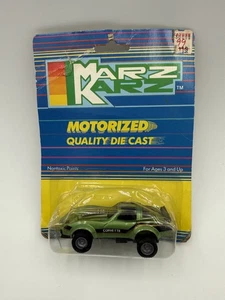 MARZ
KARZ
TM
MOTORIZED
QUALITY DIE CAST
Nontoxic Paints
For Ages 3 and Up